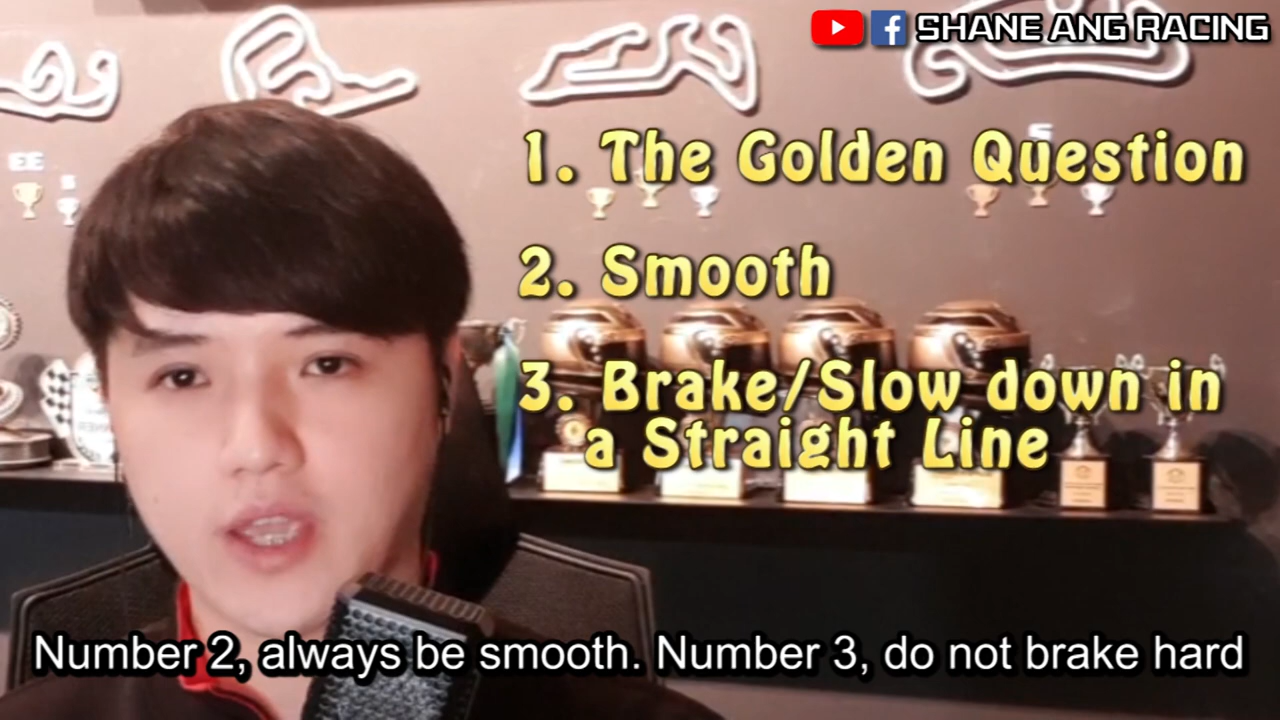 SHANE ANG RACING
1. The Golden Question
2. Smooth
3. Brake/Slow down in
a Straight Line
Number 2, always be smooth. Number 3, do not brake hard